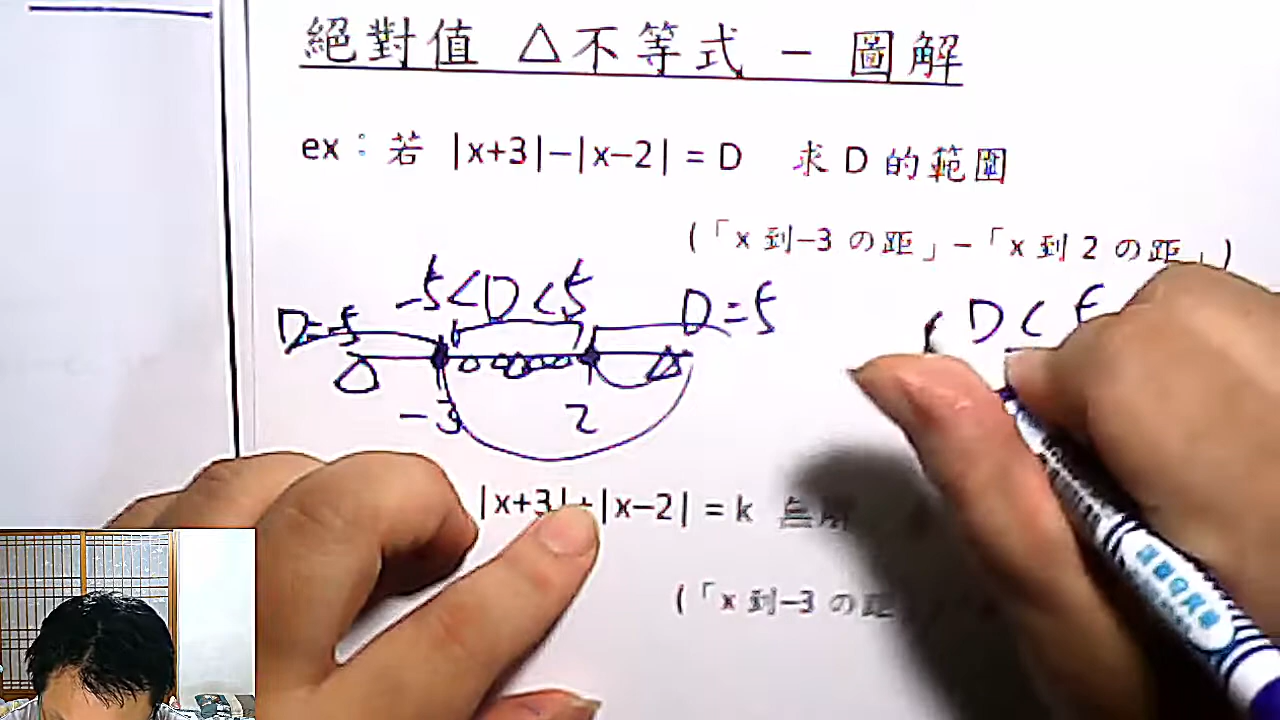 絕對值 △不等式 - 圖解
ex：若 |x+3|-|x-2| = D 求 D 的範圍
(「x 到-3 の距」-「x 到 2 の距」)
-5<D<5
D=-5
D=5
D<5
-3
2
|x+3|+|x-2| = k
(「x 到-3 の距